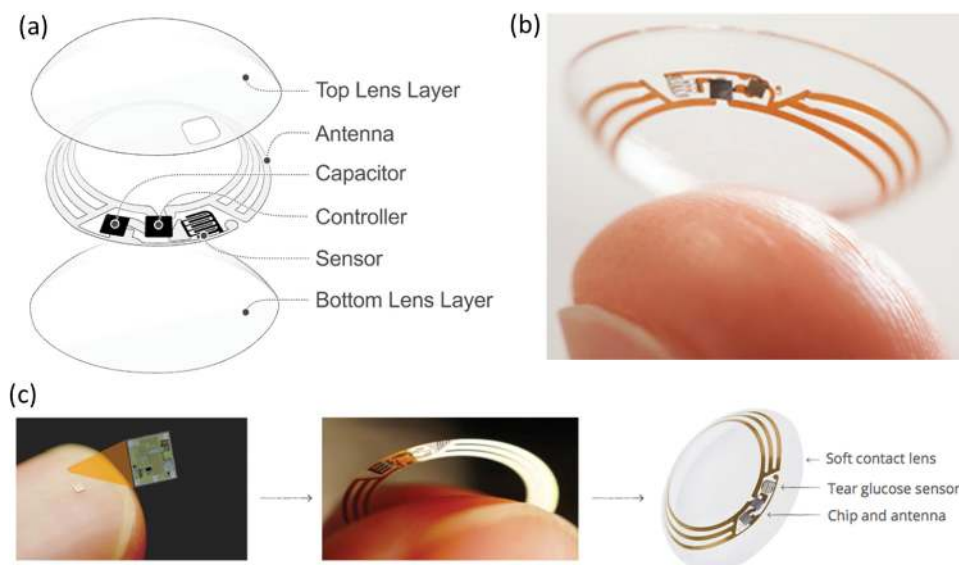 (a)
Top Lens Layer
Antenna
Capacitor
Controller
Sensor
Bottom Lens Layer
(b)
(c)
Soft contact lens
Tear glucose sensor
Chip and antenna